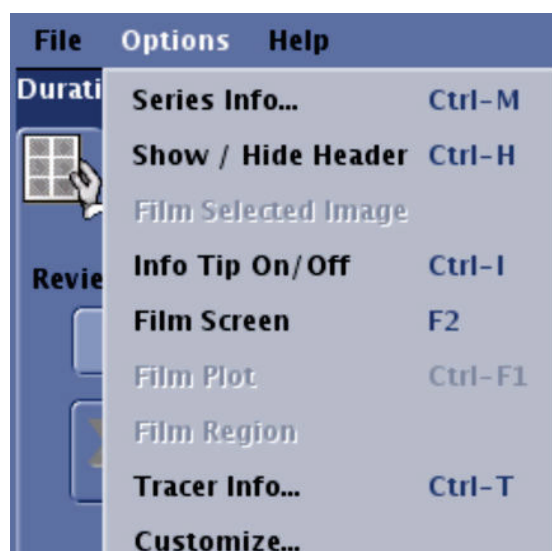 File Options Help
Durati
Series Info... Ctrl-M
Show / Hide Header Ctrl-H
Film Selected Image
Info Tip On/Off Ctrl-I
Revie
Film Screen F2
Film Plot Ctrl-F1
Film Region
Tracer Info... Ctrl-T
Customize...